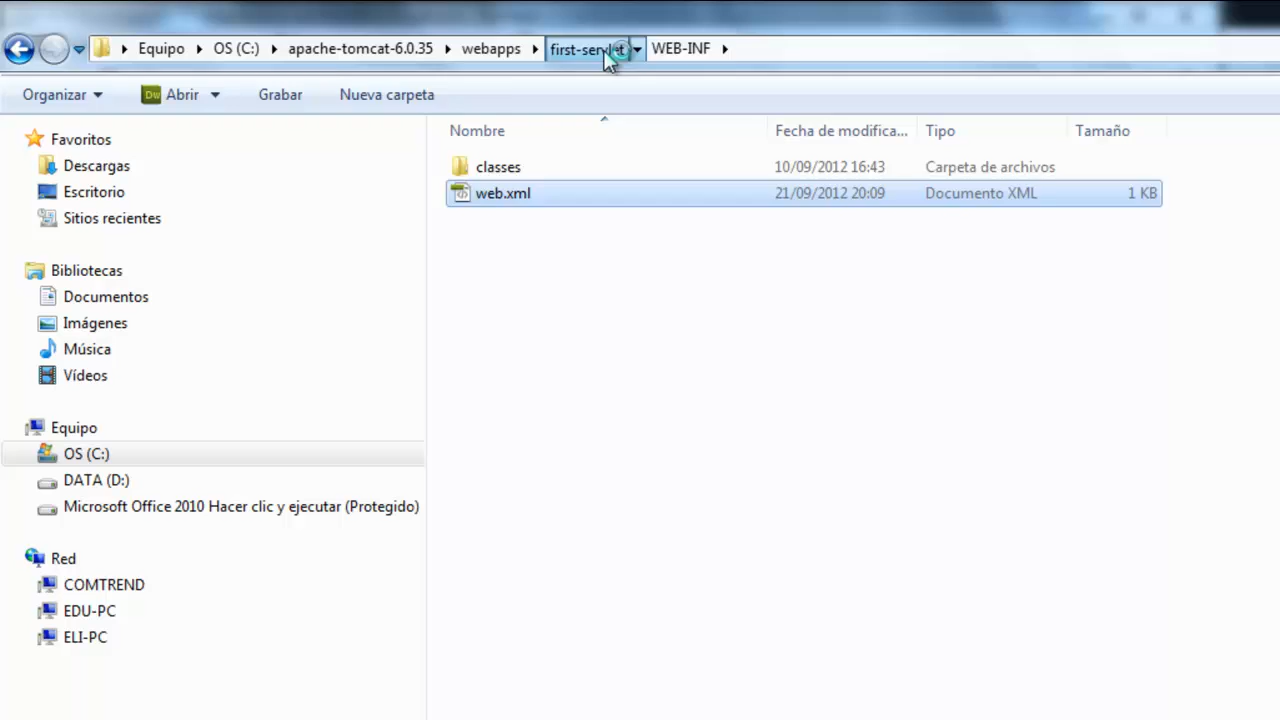 Equipo OS (C:) apache-tomcat-6.0.35 webapps first-servlet WEB-INF
Organizar Abrir Grabar Nueva carpeta
Nombre Fecha de modifica... Tipo Tamaño
classes 10/09/2012 16:43 Carpeta de archivos
web.xml 21/09/2012 20:09 Documento XML 1 KB
Favoritos
Descargas
Escritorio
Sitios recientes
Bibliotecas
Documentos
Imágenes
Música
Vídeos
Equipo
OS (C:)
DATA (D:)
Microsoft Office 2010 Hacer clic y ejecutar (Protegido)
Red
COMTREND
EDU-PC
ELI-PC